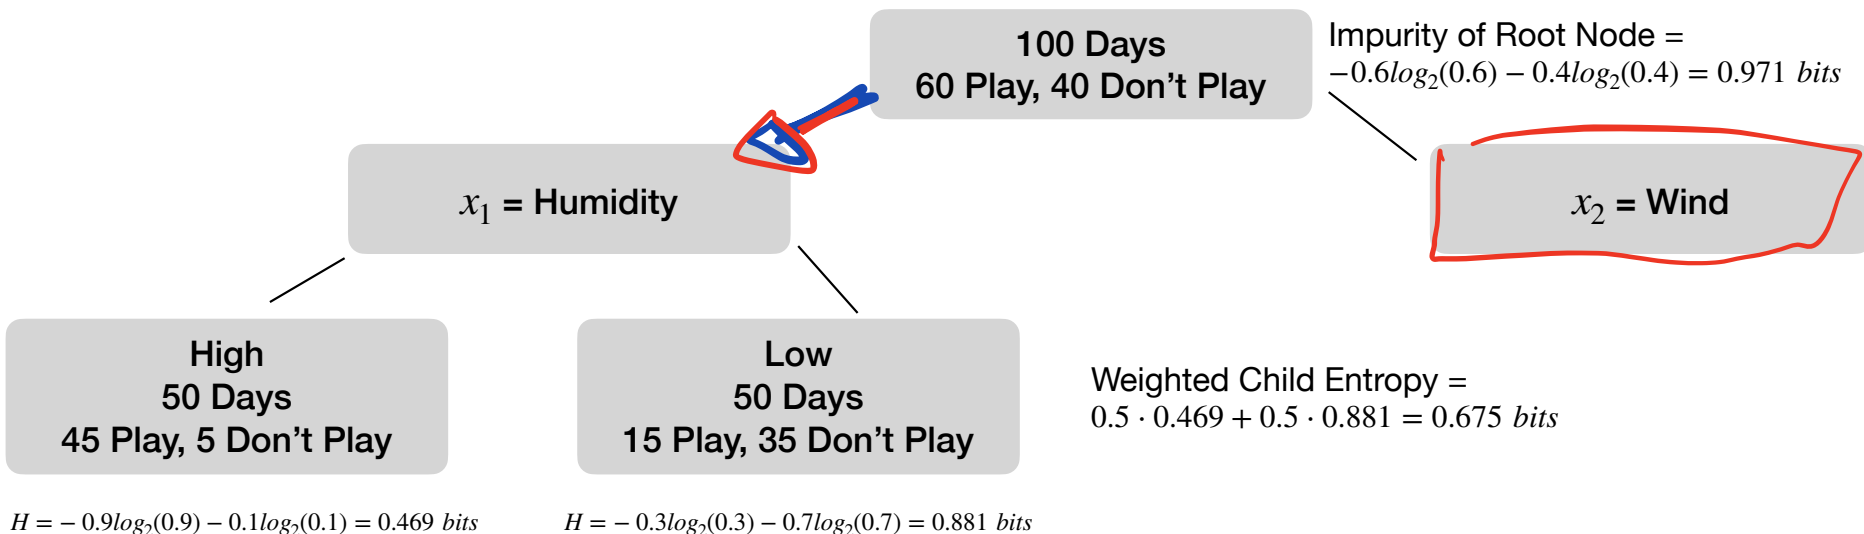 100 Days
60 Play, 40 Don't Play
Impurity of Root Node =
−0.6log₂(0.6) − 0.4log₂(0.4) = 0.971 bits
x₁ = Humidity
x₂ = Wind
High
50 Days
45 Play, 5 Don't Play
Low
50 Days
15 Play, 35 Don't Play
Weighted Child Entropy =
0.5 · 0.469 + 0.5 · 0.881 = 0.675 bits
H = − 0.9log₂(0.9) − 0.1log₂(0.1) = 0.469 bits
H = − 0.3log₂(0.3) − 0.7log₂(0.7) = 0.881 bits